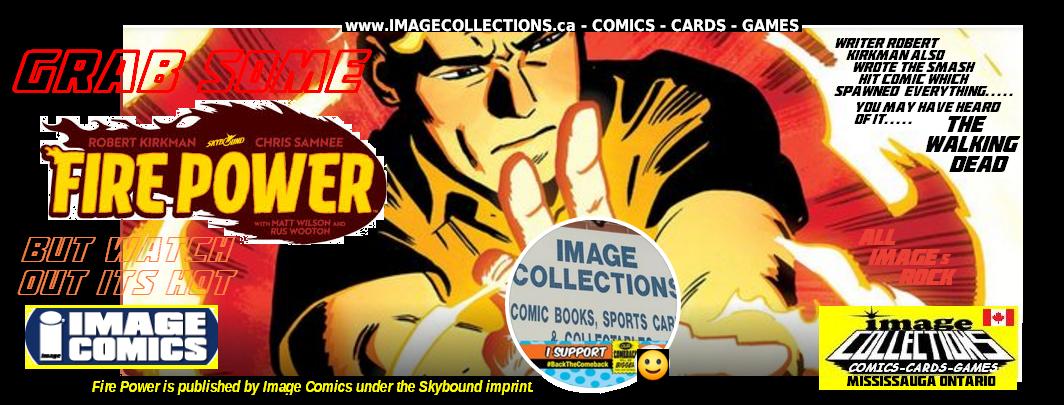 www.IMAGECOLLECTIONS.ca - COMICS - CARDS - GAMES
GRAB SOME
ROBERT KIRKMAN SKYBOUND CHRIS SAMNEE
FIRE POWER
WITH MATT WILSON AND
RUS WOOTON
BUT WATCH
OUT ITS HOT
i IMAGE
COMICS
image
Fire Power is published by Image Comics under the Skybound imprint.
WRITER ROBERT
KIRKMAN ALSO
WROTE THE SMASH
HIT COMIC WHICH
SPAWNED EVERYTHING.....
YOU MAY HAVE HEARD
OF IT.....
THE
WALKING
DEAD
ALL
IMAGES
ROCK
IMAGE
COLLECTIONS
COMIC BOOKS, SPORTS CAR
& COLLECTABLES
I SUPPORT
#BackTheComeback
image
COLLECTIONS
COMICS-CARDS-GAMES
MISSISSAUGA ONTARIO